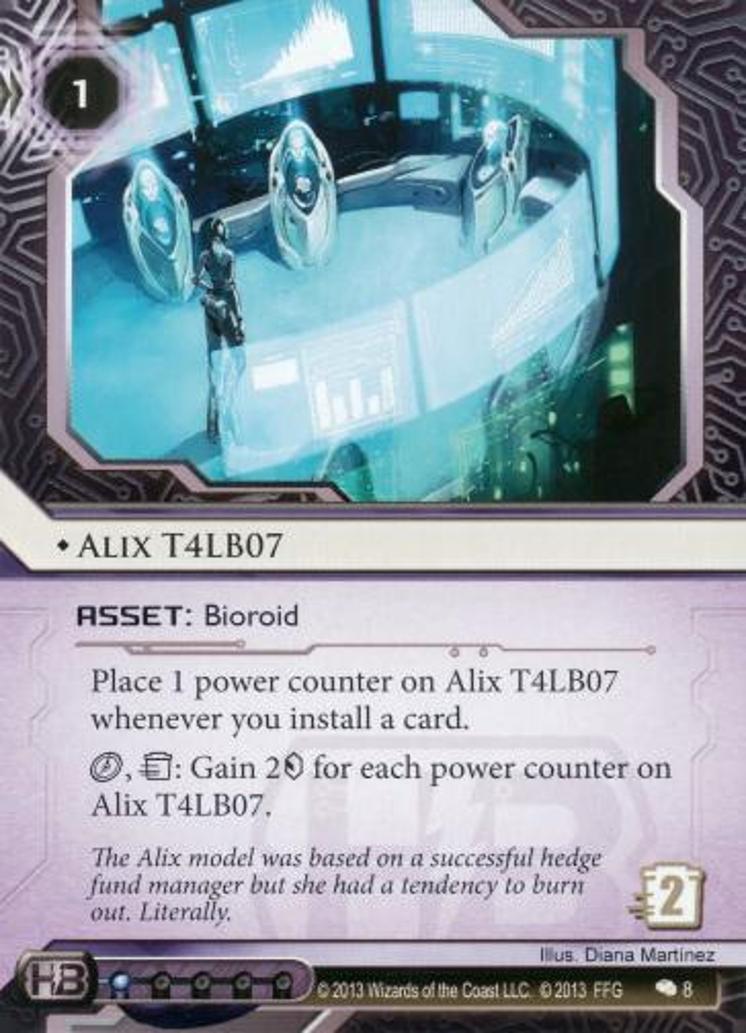 1
• ALIX T4LB07
ASSET: Bioroid
Place 1 power counter on Alix T4LB07
whenever you install a card.
, : Gain 2 for each power counter on
Alix T4LB07.
The Alix model was based on a successful hedge
fund manager but she had a tendency to burn
out. Literally.
2
Illus. Diana Martinez
HB
© 2013 Wizards of the Coast LLC. © 2013 FFG 8